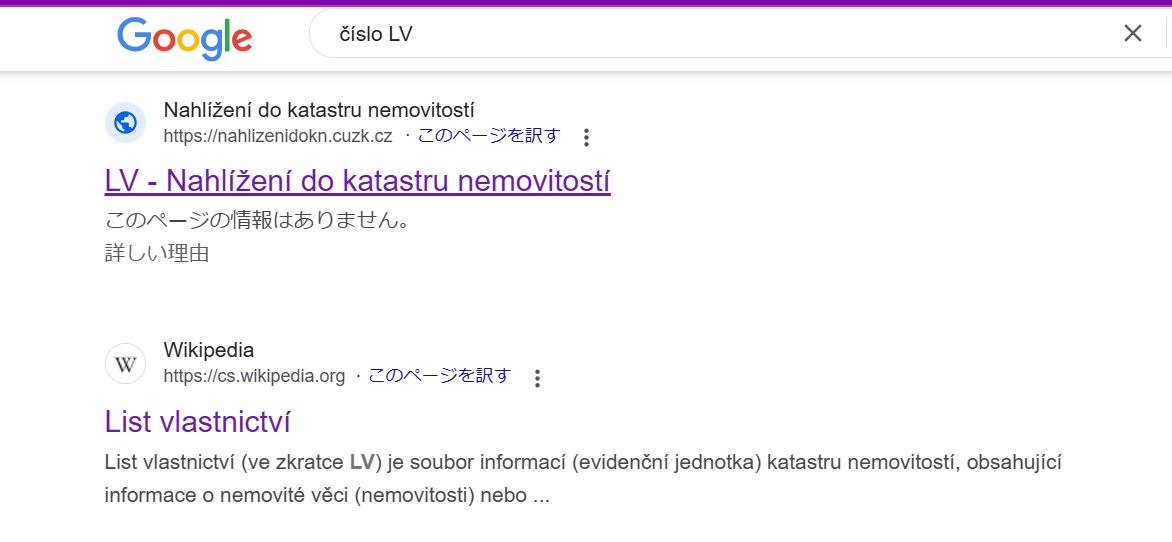 Google
číslo LV
Nahlížení do katastru nemovitostí
https://nahlizenidokn.cuzk.cz · このページを訳す
LV - Nahlížení do katastru nemovitostí
このページの情報はありません。
詳しい理由
W
Wikipedia
https://cs.wikipedia.org · このページを訳す
List vlastnictví
List vlastnictví (ve zkratce LV) je soubor informací (evidenční jednotka) katastru nemovitostí, obsahující
informace o nemovité věci (nemovitosti) nebo ...